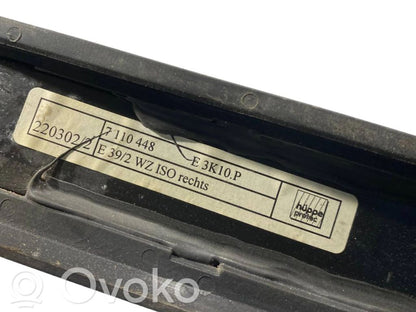 220302/2
7 110 448 E 3K10.P
E 39/2 WZ ISO rechts
hüppe
protec
© Ovoko